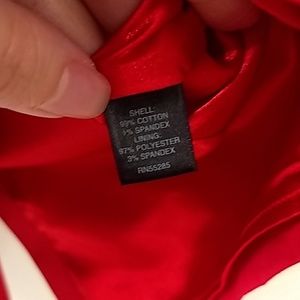 SHELL:
99% COTTON
1% SPANDEX
LINING:
97% POLYESTER
3% SPANDEX
RN55285